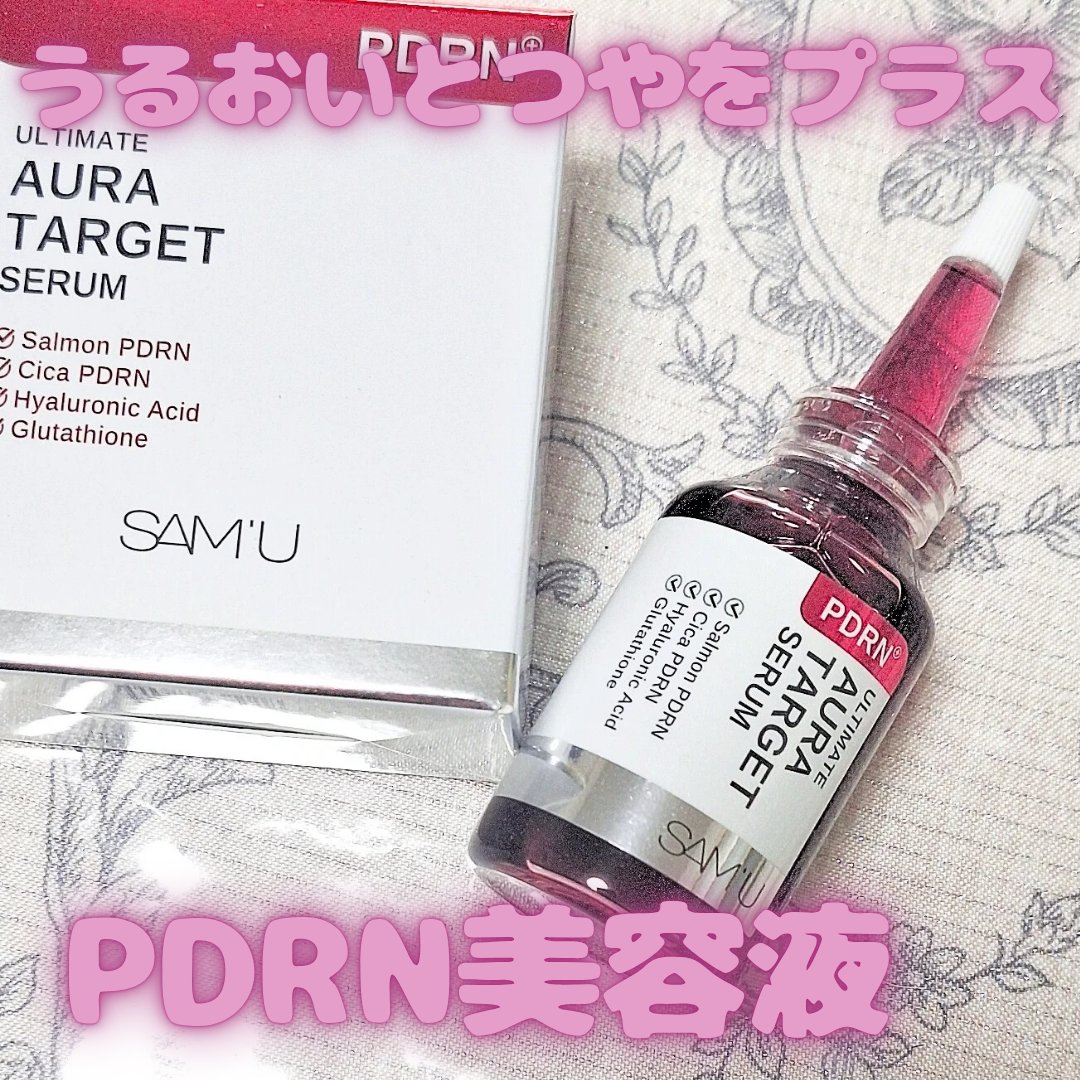 うるおいとつやをプラス
PDRN
ULTIMATE
AURA
TARGET
SERUM
Salmon PDRN
Cica PDRN
Hyaluronic Acid
Glutathione
SAM'U
PDRN
ULTIMATE
AURA
TARGET
SERUM
Salmon PDRN
Cica PDRN
Hyaluronic Acid
Glutathione
SAM'U
PDRN美容液